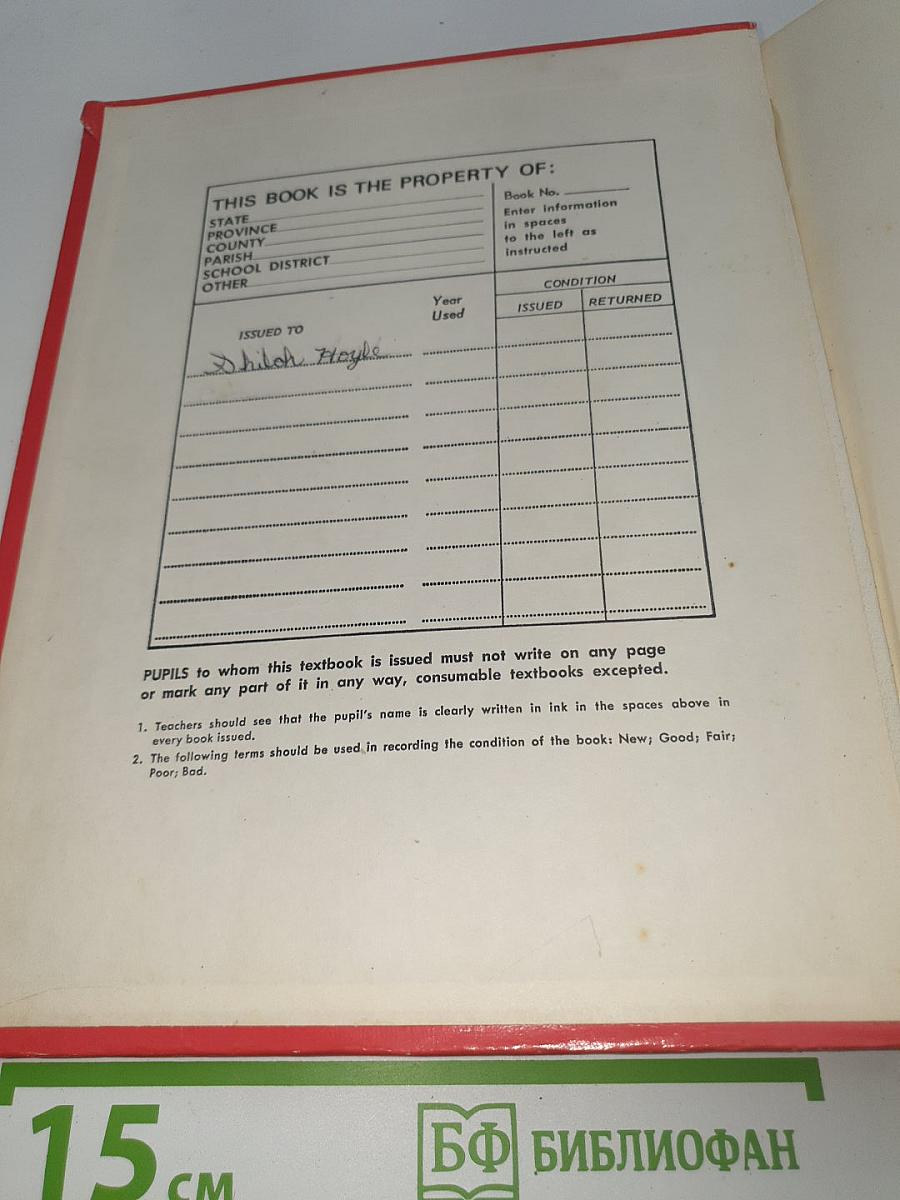 THIS BOOK IS THE PROPERTY OF:
STATE
PROVINCE
COUNTY
PARISH
SCHOOL DISTRICT
OTHER
Book No.
Enter information
in spaces
to the left as
instructed
ISSUED TO
Year
Used
CONDITION
ISSUED
RETURNED
Shiloh Hoyle
PUPILS to whom this textbook is issued must not write on any page
or mark any part of it in any way, consumable textbooks excepted.
1. Teachers should see that the pupil's name is clearly written in ink in the spaces above in
every book issued.
2. The following terms should be used in recording the condition of the book: New; Good; Fair;
Poor; Bad.
15 см
БФ БИБЛИОФАН